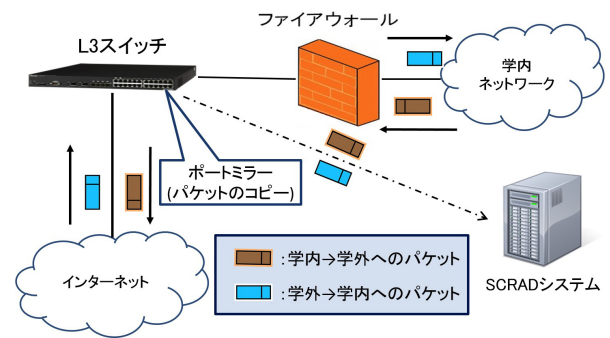 ファイアウォール
L3スイッチ
学内
ネットワーク
ポートミラー
(パケットのコピー)
インターネット
:学内→学外へのパケット
:学外→学内へのパケット
SCRADシステム